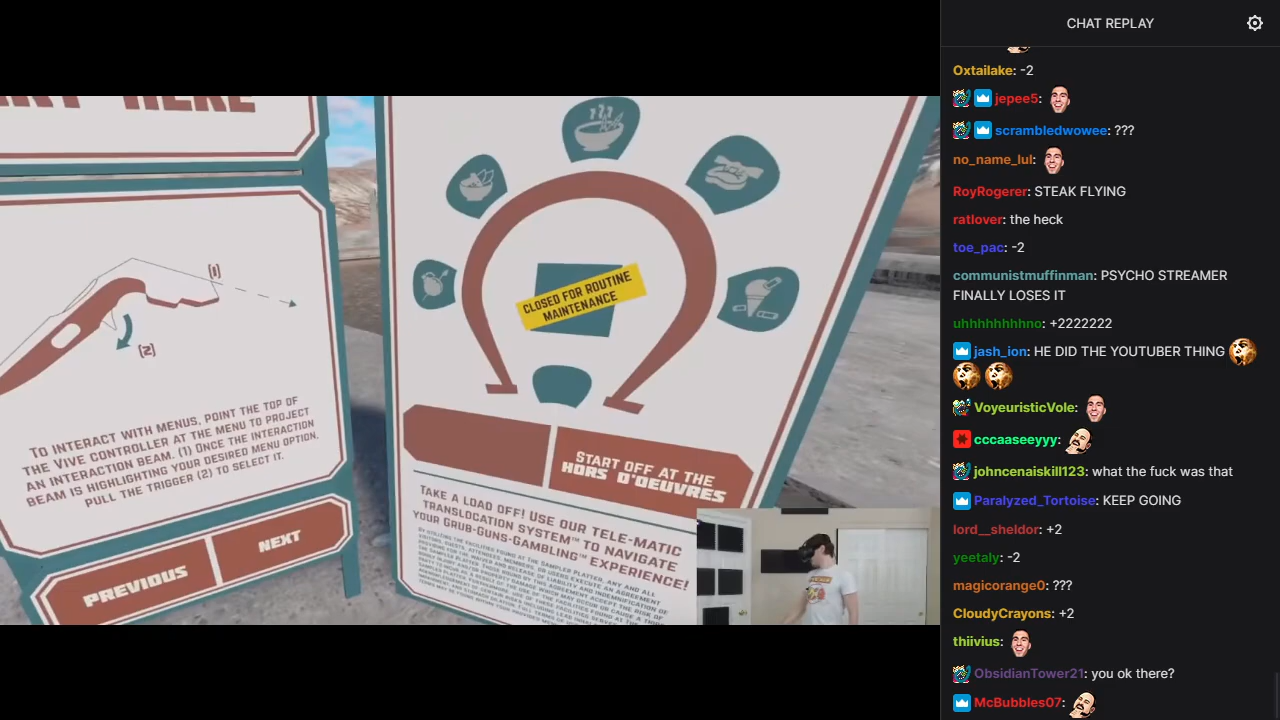 START HERE
[1]
[2]
TO INTERACT WITH MENUS, POINT THE TOP OF
THE VIVE CONTROLLER AT THE MENU TO PROJECT
AN INTERACTION BEAM. (1) ONCE THE INTERACTION
BEAM IS HIGHLIGHTING YOUR DESIRED MENU OPTION,
PULL THE TRIGGER (2) TO SELECT IT.
PREVIOUS
NEXT
CLOSED FOR ROUTINE
MAINTENANCE
START OFF AT THE
HORS D'OEUVRES
TAKE A LOAD OFF! USE OUR TELE-MATIC
TRANSLOCATION SYSTEM™ TO NAVIGATE
YOUR GRUB-GUNS-GAMBLING™ EXPERIENCE!
CHAT REPLAY
Oxtailake: -2
jepee5:
scrambledwowee: ???
no_name_lul:
RoyRogerer: STEAK FLYING
ratlover: the heck
toe_pac: -2
communistmuffinman: PSYCHO STREAMER
FINALLY LOSES IT
uhhhhhhhno: +2222222
jash_ion: HE DID THE YOUTUBER THING
VoyeuristicVole:
cccaaseeyyy:
johncenaiskill123: what the fuck was that
Paralyzed_Tortoise: KEEP GOING
lord__sheldor: +2
yeetaly: -2
magicorange0: ???
CloudyCrayons: +2
thiivius:
ObsidianTower21: you ok there?
McBubbles07: